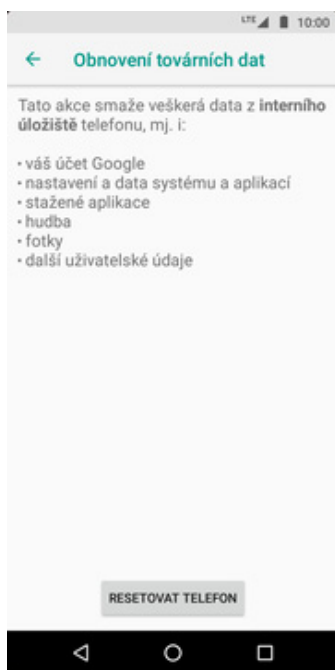 LTE 10:00
Obnovení továrních dat
Tato akce smaže veškerá data z interního
úložiště telefonu, mj. i:
• váš účet Google
• nastavení a data systému a aplikací
• stažené aplikace
• hudba
• fotky
• další uživatelské údaje
RESETOVAT TELEFON